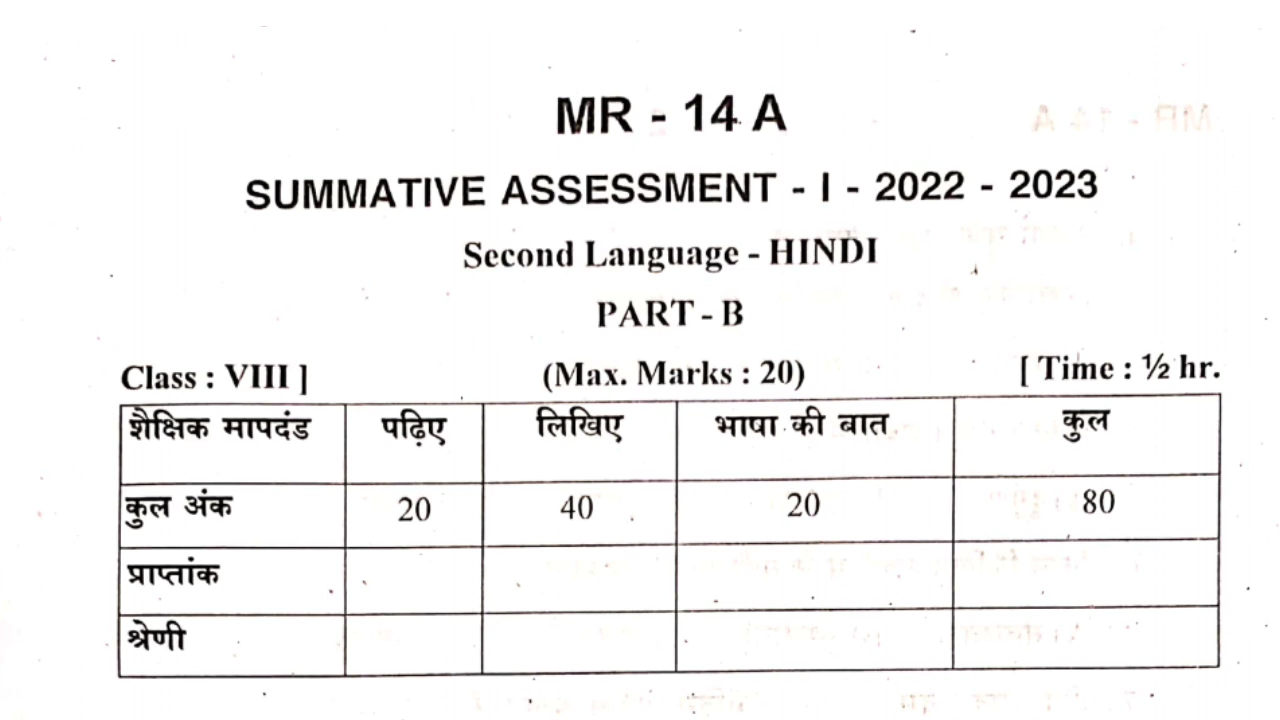 MR - 14 A
SUMMATIVE ASSESSMENT - I - 2022 - 2023
Second Language - HINDI
PART - B
Class : VIII ] (Max. Marks : 20) [ Time : ½ hr.
शैक्षिक मापदंड पढ़िए लिखिए भाषा की बात कुल
कुल अंक 20 40 20 80
प्राप्तांक
श्रेणी